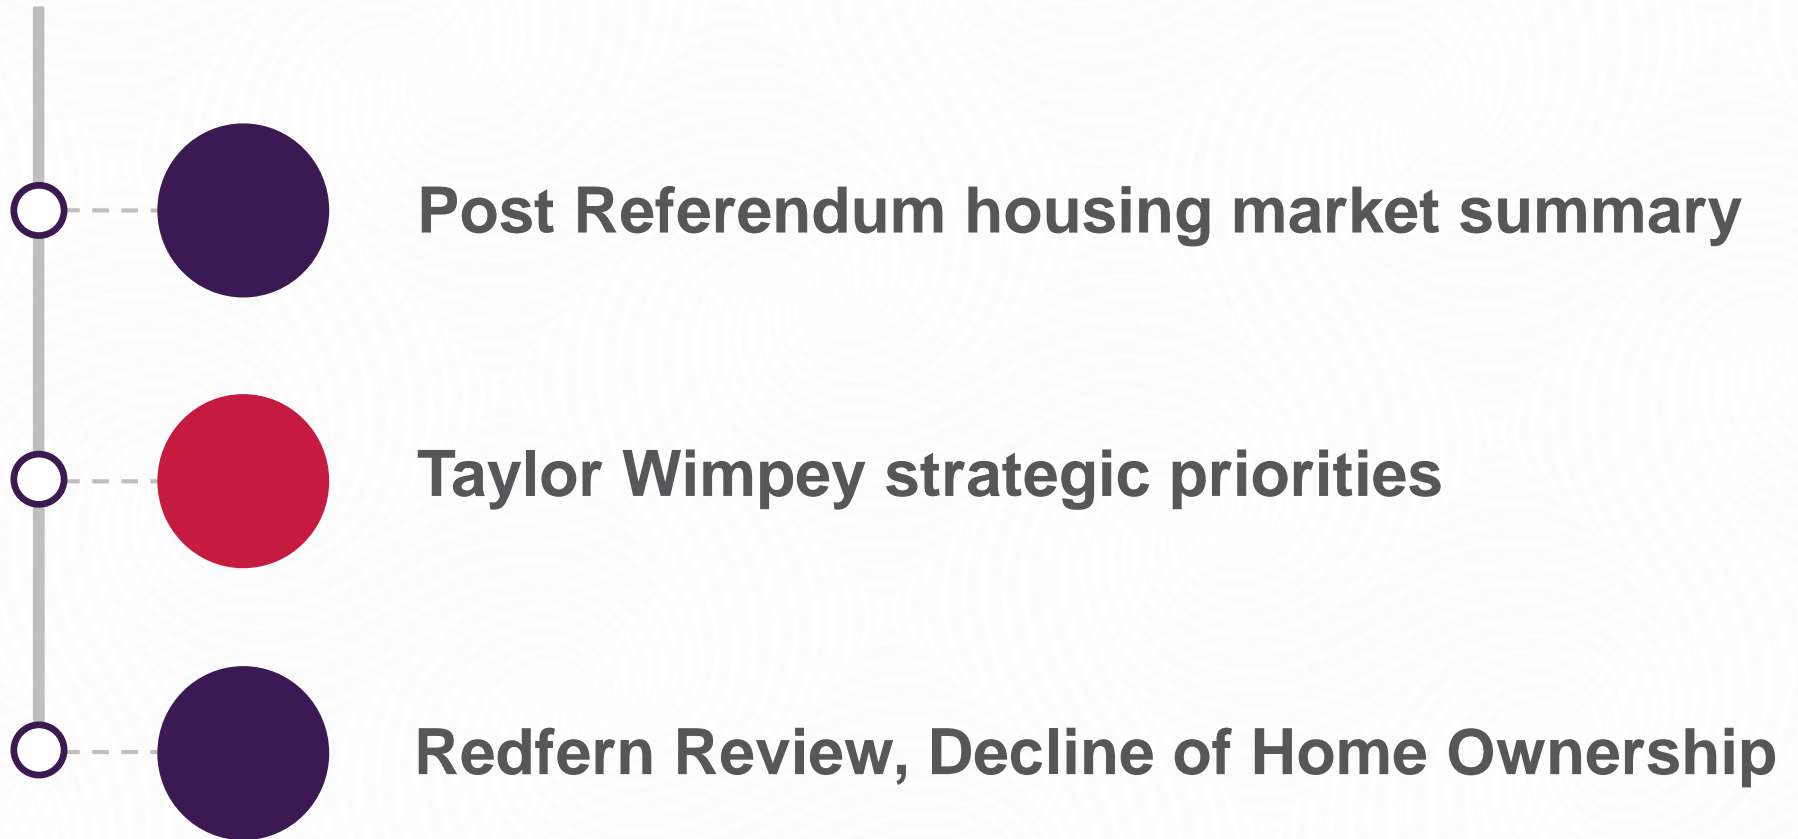 Post Referendum housing market summary
Taylor Wimpey strategic priorities
Redfern Review, Decline of Home Ownership